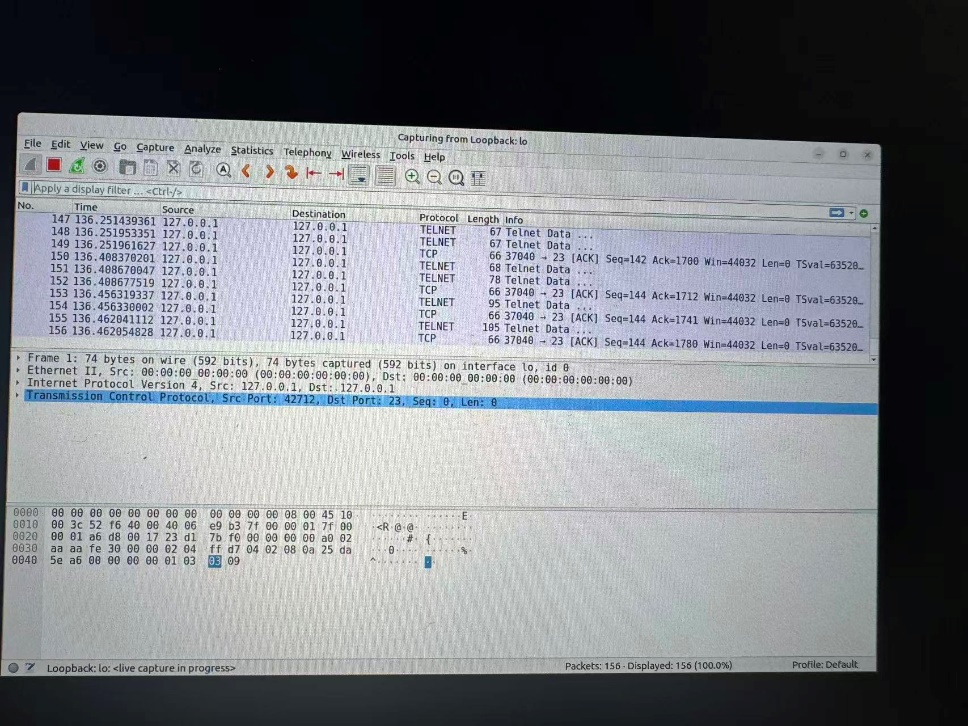 Capturing from Loopback: lo
File Edit View Go Capture Analyze Statistics Telephony Wireless Tools Help
Apply a display filter ... <Ctrl-/>
No. Time Source Destination Protocol Length Info
147 136.251439361 127.0.0.1 127.0.0.1 TELNET 67 Telnet Data ...
148 136.251953351 127.0.0.1 127.0.0.1 TELNET 67 Telnet Data ...
149 136.251961627 127.0.0.1 127.0.0.1 TCP 66 37040 → 23 [ACK] Seq=142 Ack=1700 Win=44032 Len=0 TSval=63520…
150 136.408370201 127.0.0.1 127.0.0.1 TELNET 68 Telnet Data ...
151 136.408670047 127.0.0.1 127.0.0.1 TELNET 78 Telnet Data ...
152 136.408677519 127.0.0.1 127.0.0.1 TCP 66 37040 → 23 [ACK] Seq=144 Ack=1712 Win=44032 Len=0 TSval=63520…
153 136.456319337 127.0.0.1 127.0.0.1 TELNET 95 Telnet Data ...
154 136.456330002 127.0.0.1 127.0.0.1 TCP 66 37040 → 23 [ACK] Seq=144 Ack=1741 Win=44032 Len=0 TSval=63520…
155 136.462041112 127.0.0.1 127.0.0.1 TELNET 105 Telnet Data ...
156 136.462054828 127.0.0.1 127.0.0.1 TCP 66 37040 → 23 [ACK] Seq=144 Ack=1780 Win=44032 Len=0 TSval=63520…
Frame 1: 74 bytes on wire (592 bits), 74 bytes captured (592 bits) on interface lo, id 0
Ethernet II, Src: 00:00:00_00:00:00 (00:00:00:00:00:00), Dst: 00:00:00_00:00:00 (00:00:00:00:00:00)
Internet Protocol Version 4, Src: 127.0.0.1, Dst: 127.0.0.1
Transmission Control Protocol, Src Port: 42712, Dst Port: 23, Seq: 0, Len: 0
0000 00 00 00 00 00 00 00 00 00 00 00 00 08 00 45 10 ··············E·
0010 00 3c 52 f6 40 00 40 06 e9 b3 7f 00 00 01 7f 00 ·<R·@·@·········
0020 00 01 a6 d8 00 17 23 d1 7b f0 00 00 00 00 a0 02 ······#·{·······
0030 aa aa fe 30 00 00 02 04 ff d7 04 02 08 0a 25 da ···0··········%·
0040 5e a6 00 00 00 00 01 03 03 09 ^·········
Loopback: lo: <live capture in progress>
Packets: 156 · Displayed: 156 (100.0%)
Profile: Default